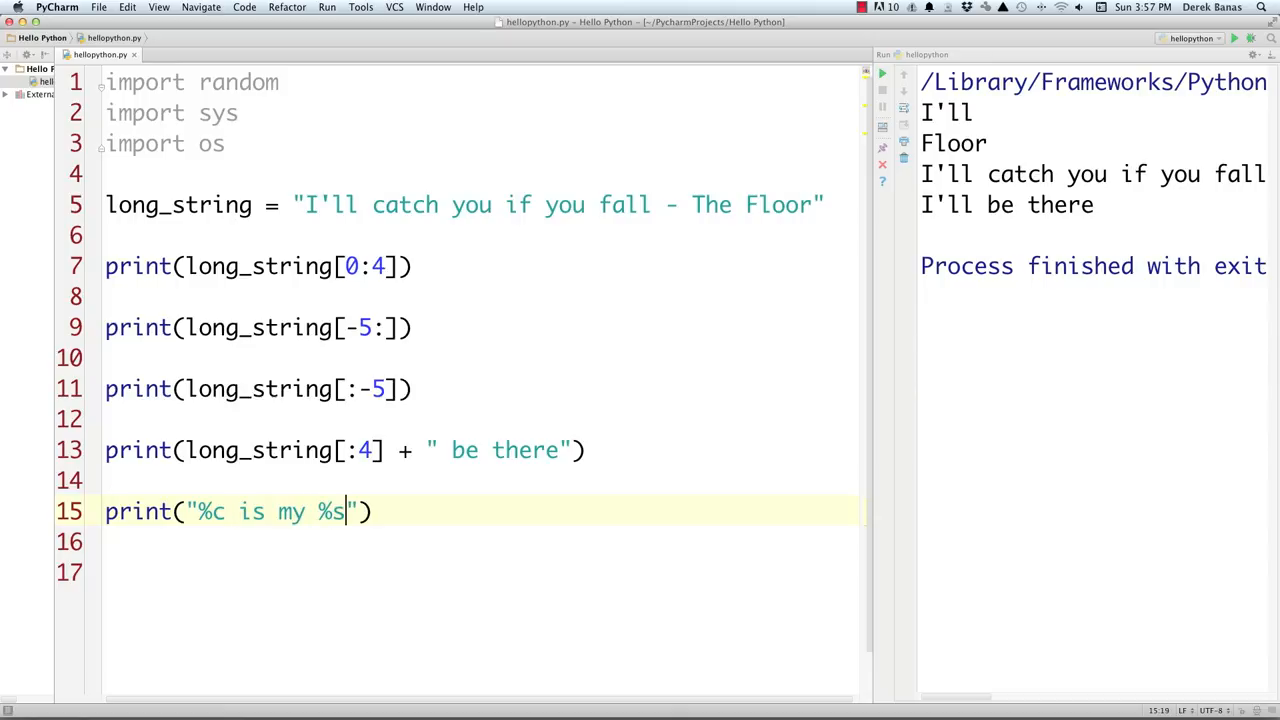 PyCharm File Edit View Navigate Code Refactor Run Tools VCS Window Help 10 Sun 3:57 PM Derek Banas
hellopython.py – Hello Python – [~/PycharmProjects/Hello Python]
Hello Python hellopython.py hellopython
hellopython.py Run hellopython
Hello P
hell
Externa
1 import random
2 import sys
3 import os
4
5 long_string = "I'll catch you if you fall - The Floor"
6
7 print(long_string[0:4])
8
9 print(long_string[-5:])
10
11 print(long_string[:-5])
12
13 print(long_string[:4] + " be there")
14
15 print("%c is my %s")
16
17
/Library/Frameworks/Python
I'll
Floor
I'll catch you if you fall
I'll be there
Process finished with exit
15:19 LF UTF-8